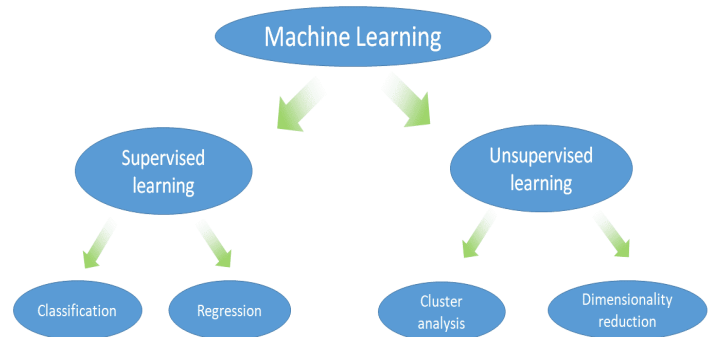 Machine Learning
Supervised
learning
Unsupervised
learning
Classification
Regression
Cluster
analysis
Dimensionality
reduction